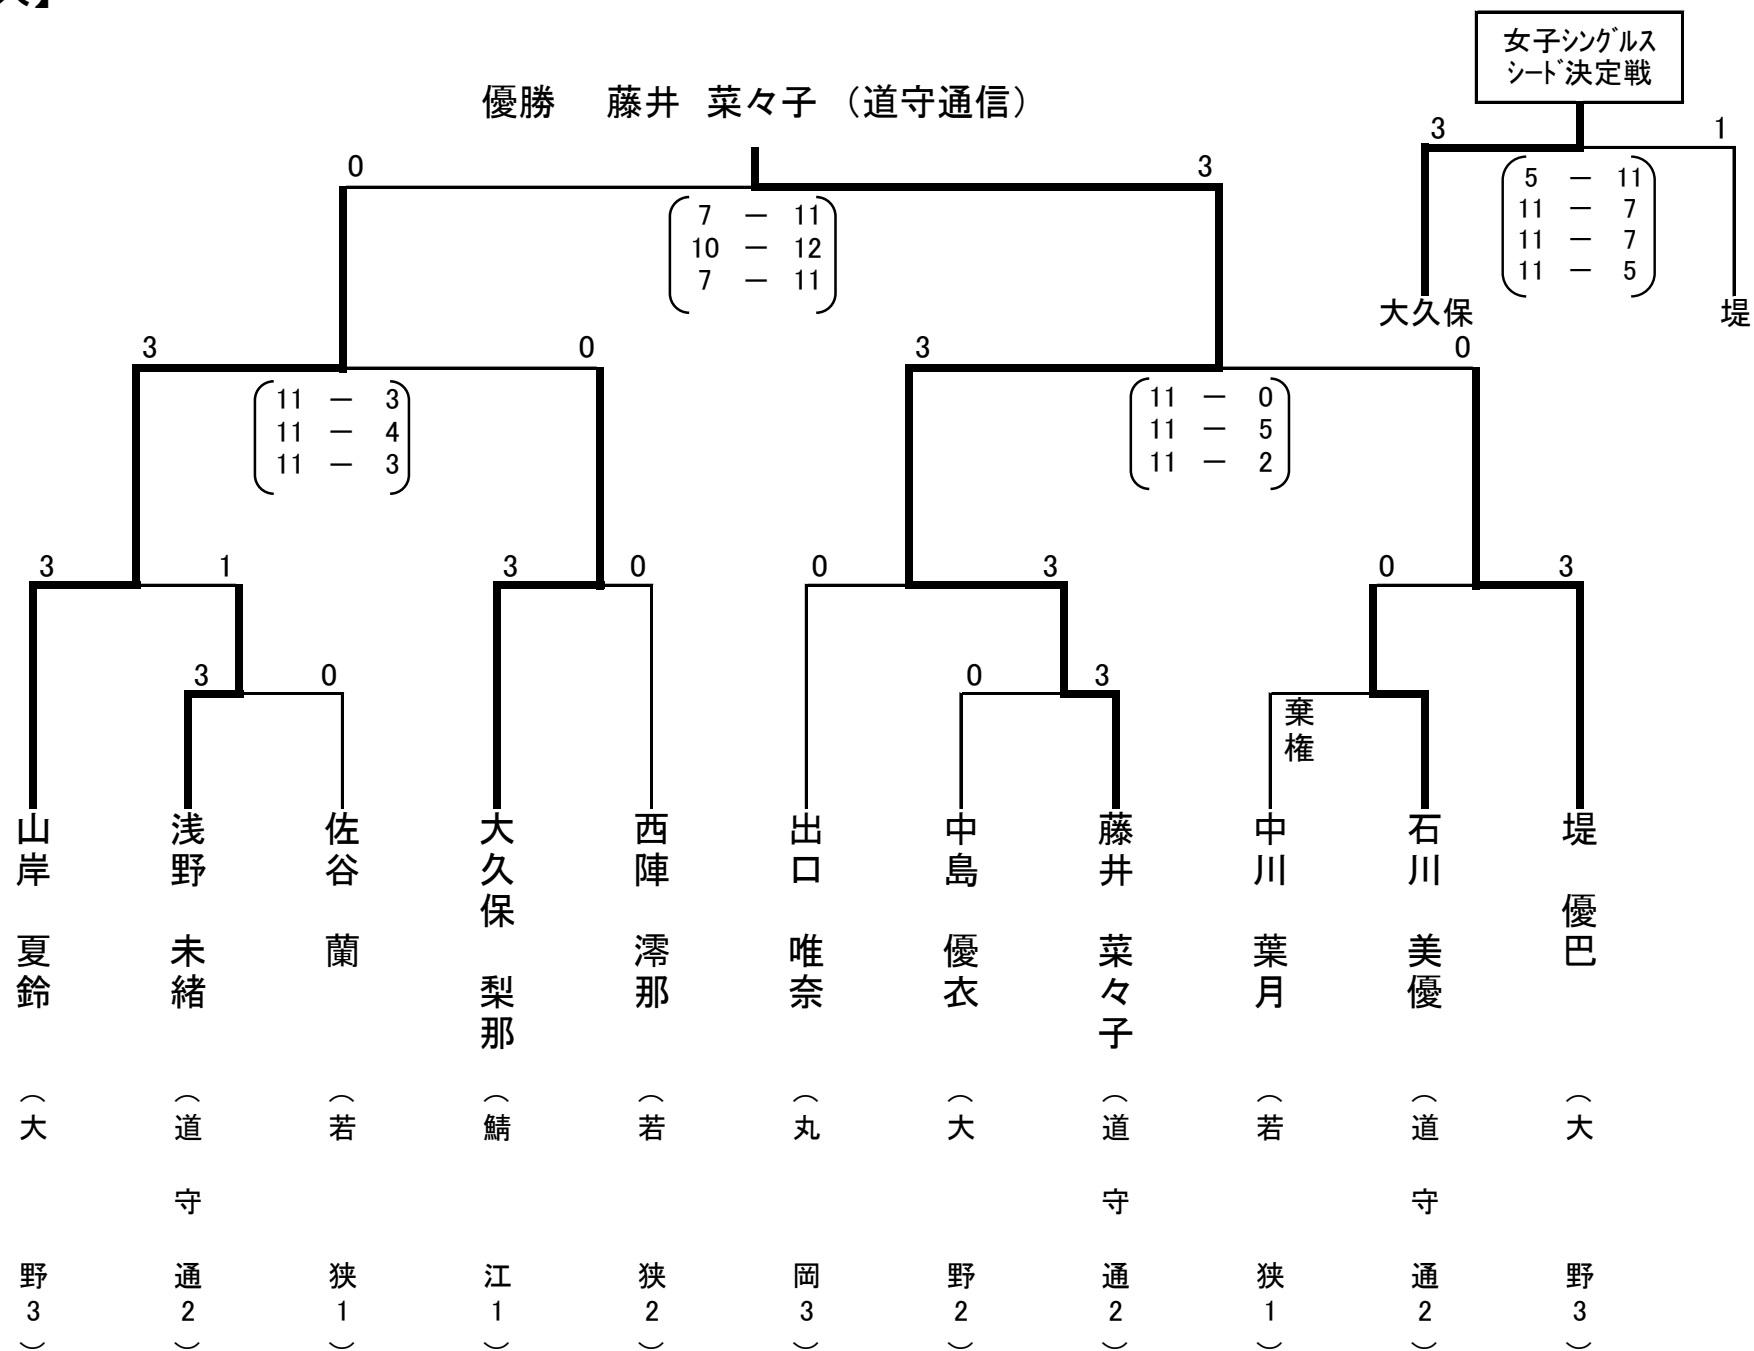 女子シングルス
シード決定戦
優勝 藤井 菜々子 （道守通信）
3 1
0 3
5 － 11
11 － 7
11 － 7
11 － 5
7 － 11
10 － 12
7 － 11
大久保 堤
3 0 3 0
11 － 3
11 － 4
11 － 3
11 － 0
11 － 5
11 － 2
3 1 3 0 0 3 0 3
3 0 0 3
棄権
山岸 夏鈴 （大野3）
浅野 未緒 （道守通2）
佐谷 蘭 （若狭1）
大久保 梨那 （鯖江1）
西陣 澪那 （若狭2）
出口 唯奈 （丸岡3）
中島 優衣 （大野2）
藤井 菜々子 （道守通2）
中川 葉月 （若狭1）
石川 美優 （道守通2）
堤 優巴 （大野3）